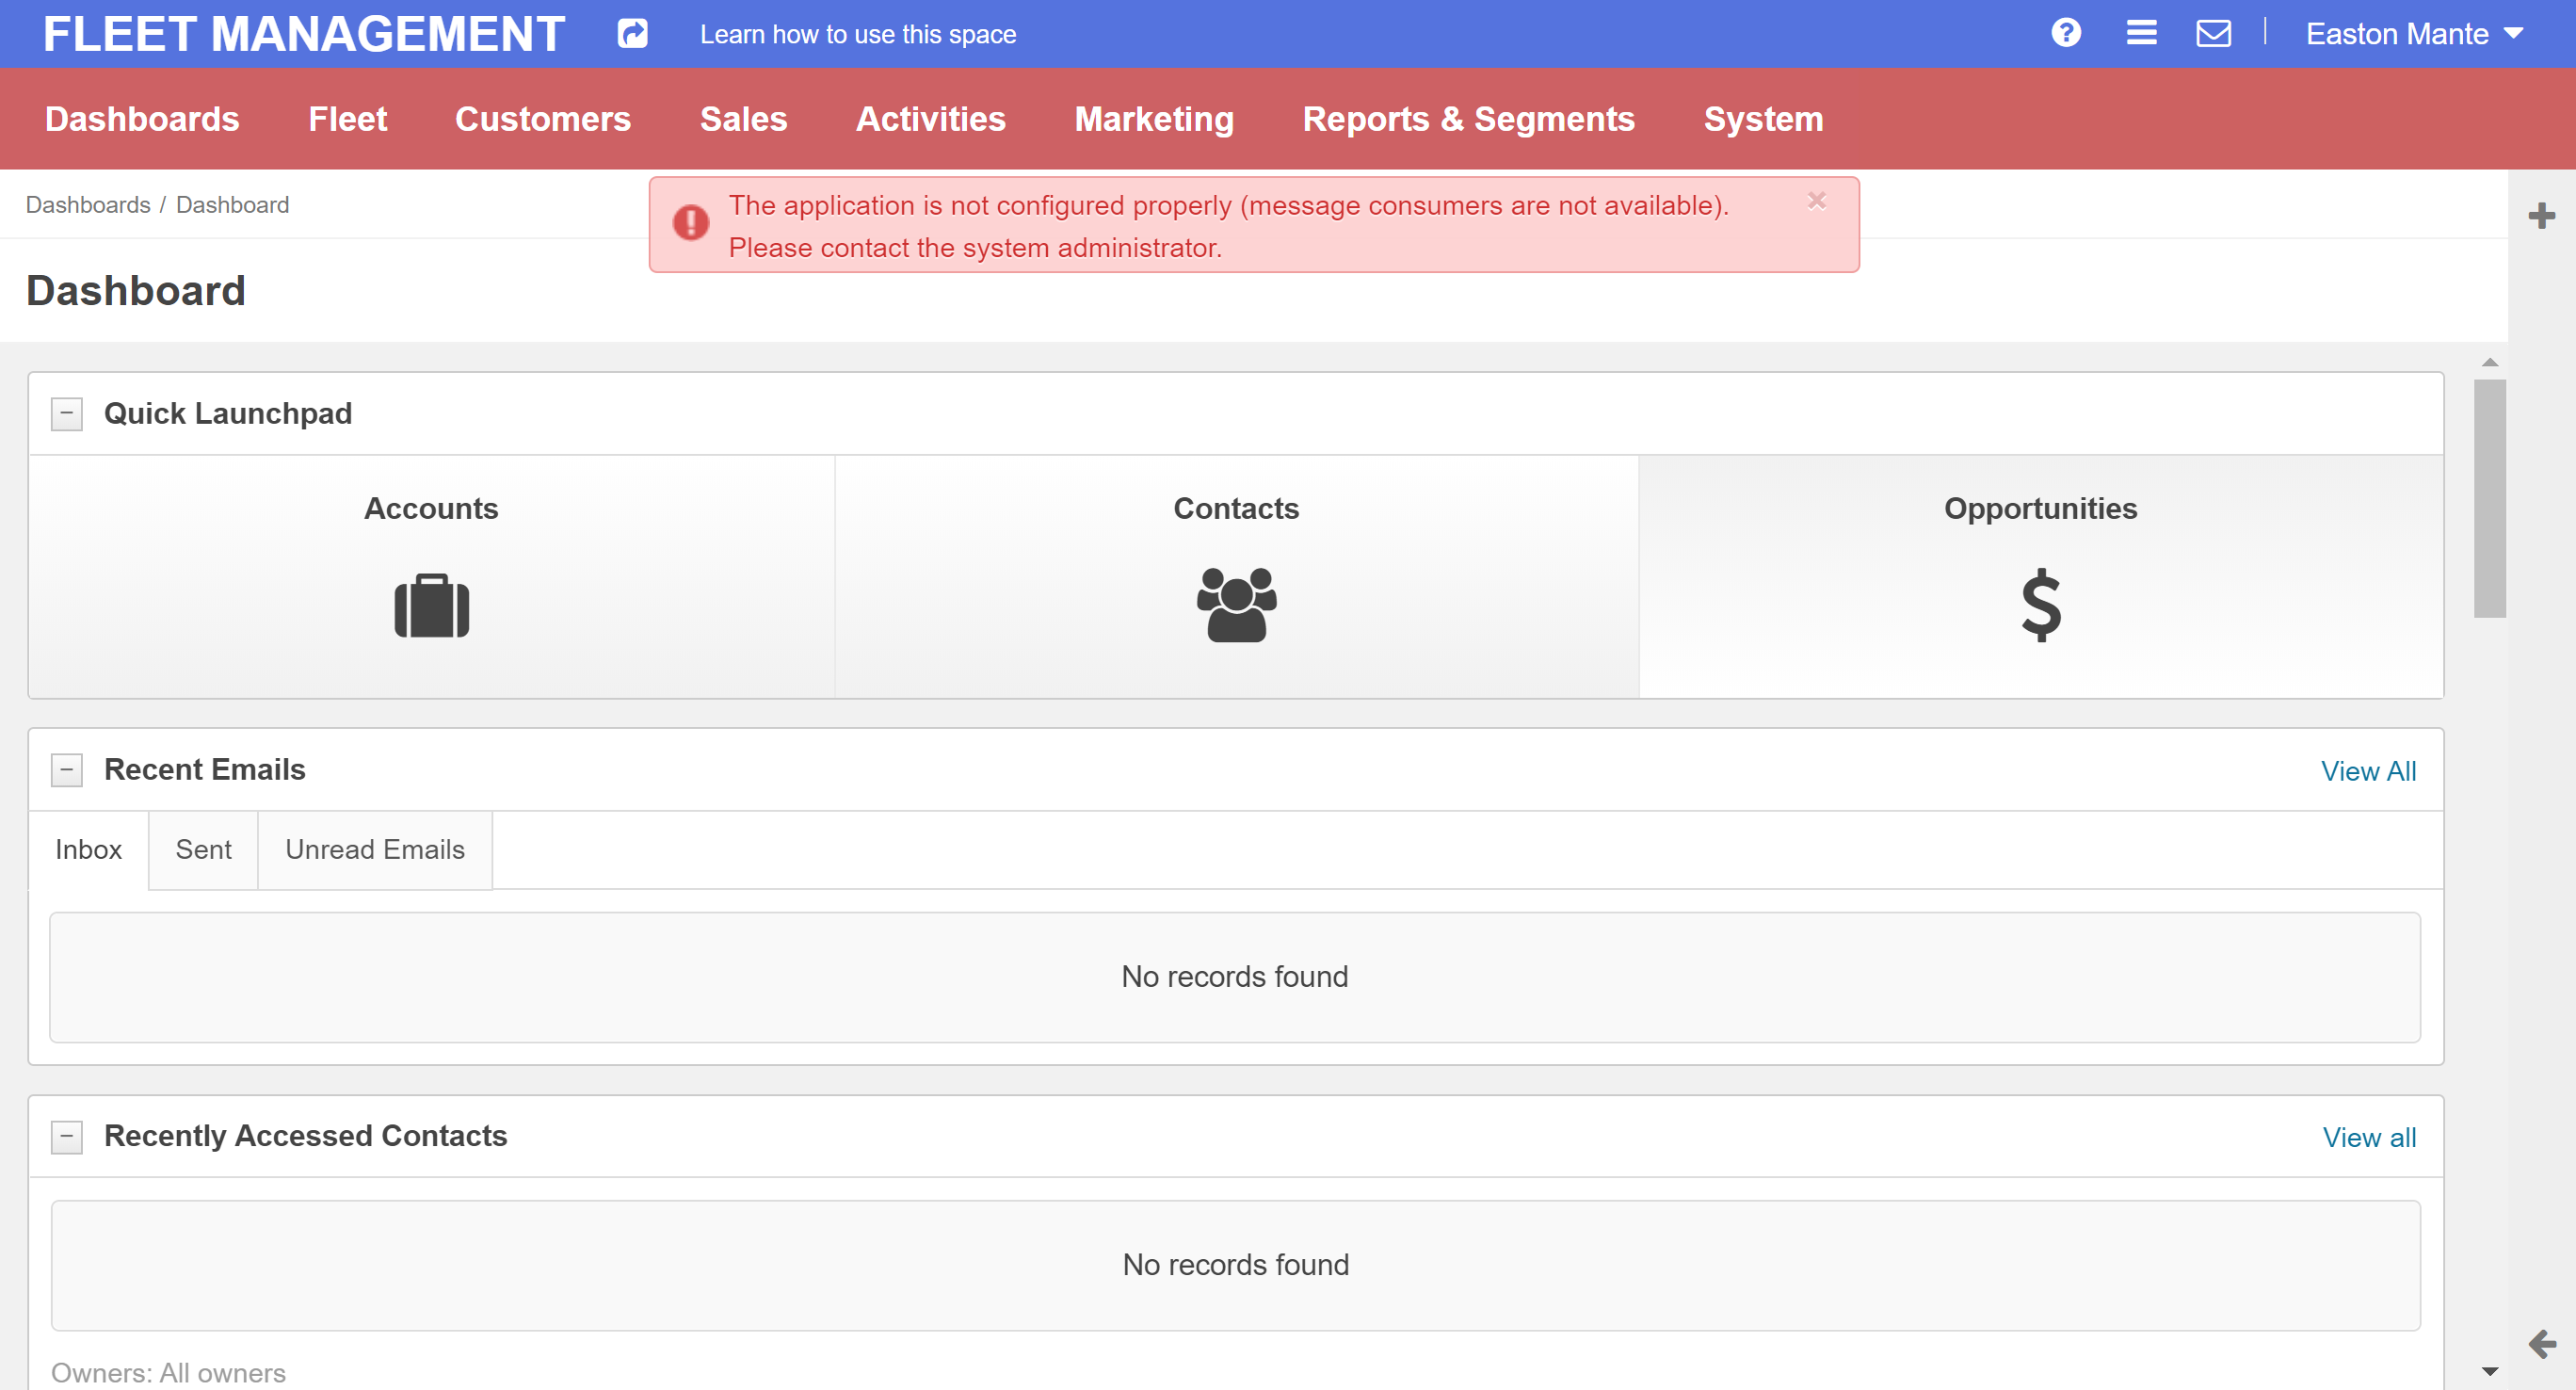 FLEET MANAGEMENT
Learn how to use this space
Easton Mante
Dashboards
Fleet
Customers
Sales
Activities
Marketing
Reports & Segments
System
Dashboards / Dashboard
The application is not configured properly (message consumers are not available).
Please contact the system administrator.
Dashboard
Quick Launchpad
Accounts
Contacts
Opportunities
Recent Emails
View All
Inbox
Sent
Unread Emails
No records found
Recently Accessed Contacts
View all
No records found
Owners: All owners